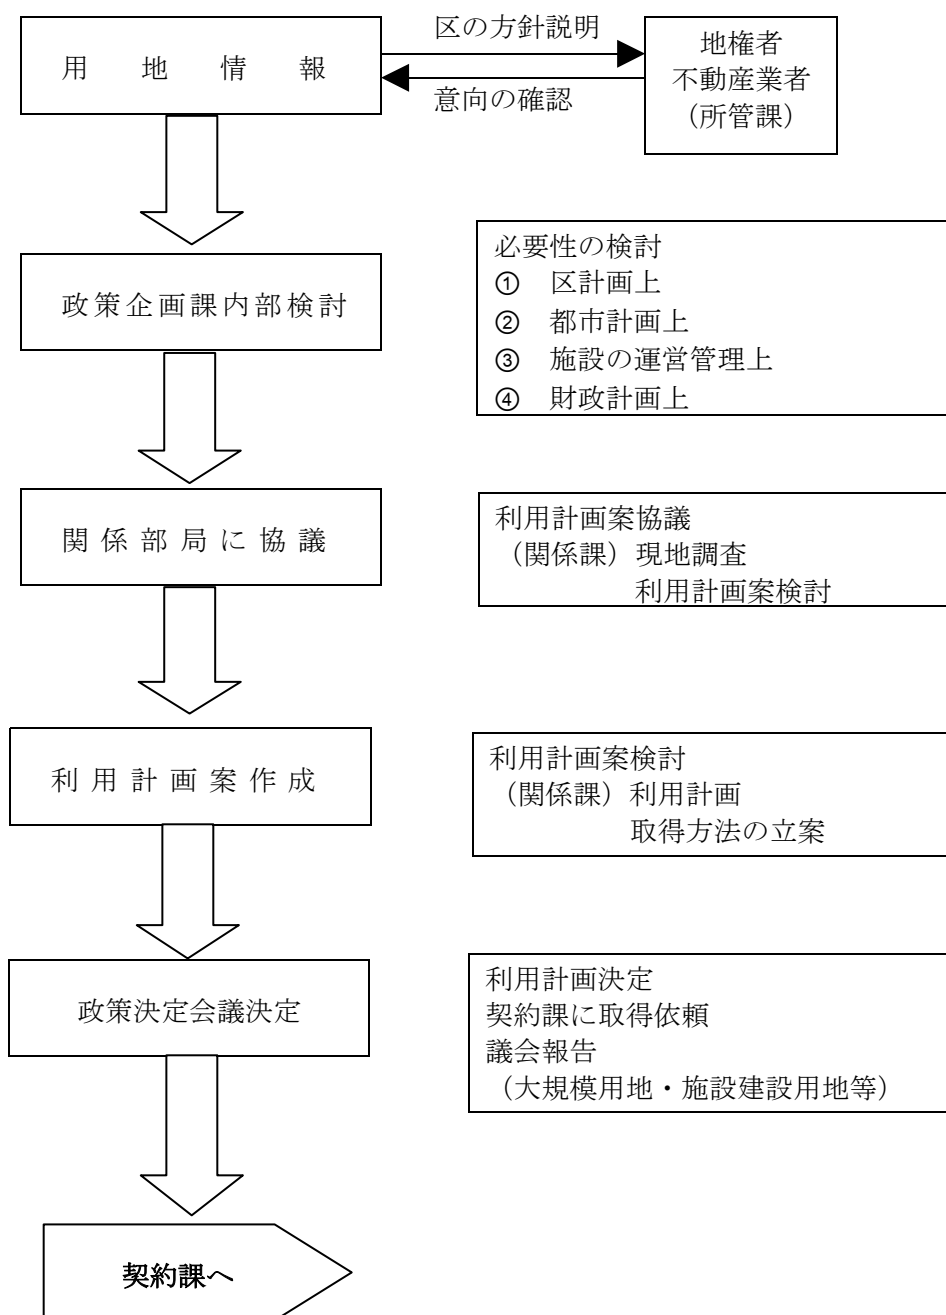 用地情報
区の方針説明
意向の確認
地権者
不動産業者
（所管課）
政策企画課内部検討
必要性の検討
① 区計画上
② 都市計画上
③ 施設の運営管理上
④ 財政計画上
関係部局に協議
利用計画案協議
（関係課）現地調査
利用計画案検討
利用計画案作成
利用計画案検討
（関係課）利用計画
取得方法の立案
政策決定会議決定
利用計画決定
契約課に取得依頼
議会報告
（大規模用地・施設建設用地等）
契約課へ